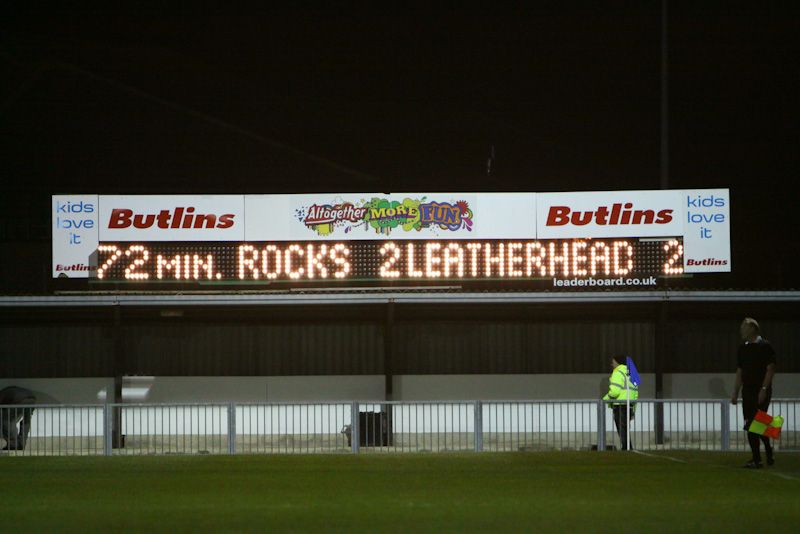 kids
love
it
Butlins
Butlins
Altogether MORE FUN
Butlins
kids
love
it
Butlins
72 MIN. ROCKS 2 LEATHERHEAD 2
leaderboard.co.uk